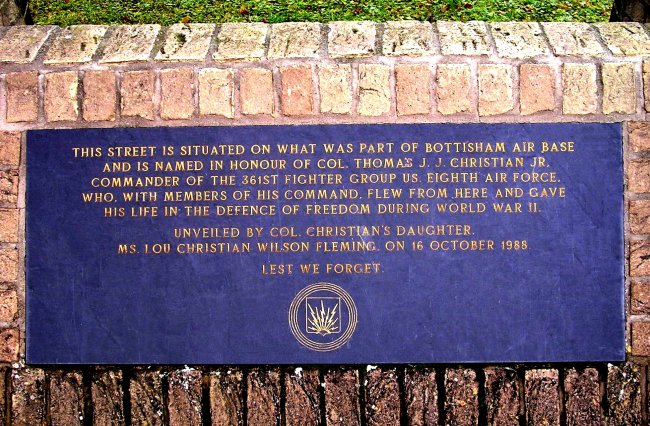 THIS STREET IS SITUATED ON WHAT WAS PART OF BOTTISHAM AIR BASE
AND IS NAMED IN HONOUR OF COL. THOMAS J. J. CHRISTIAN JR.
COMMANDER OF THE 361ST FIGHTER GROUP US. EIGHTH AIR FORCE.
WHO, WITH MEMBERS OF HIS COMMAND, FLEW FROM HERE AND GAVE
HIS LIFE IN THE DEFENCE OF FREEDOM DURING WORLD WAR II.
UNVEILED BY COL. CHRISTIAN'S DAUGHTER.
MS. LOU CHRISTIAN WILSON FLEMING. ON 16 OCTOBER 1988.
LEST WE FORGET.